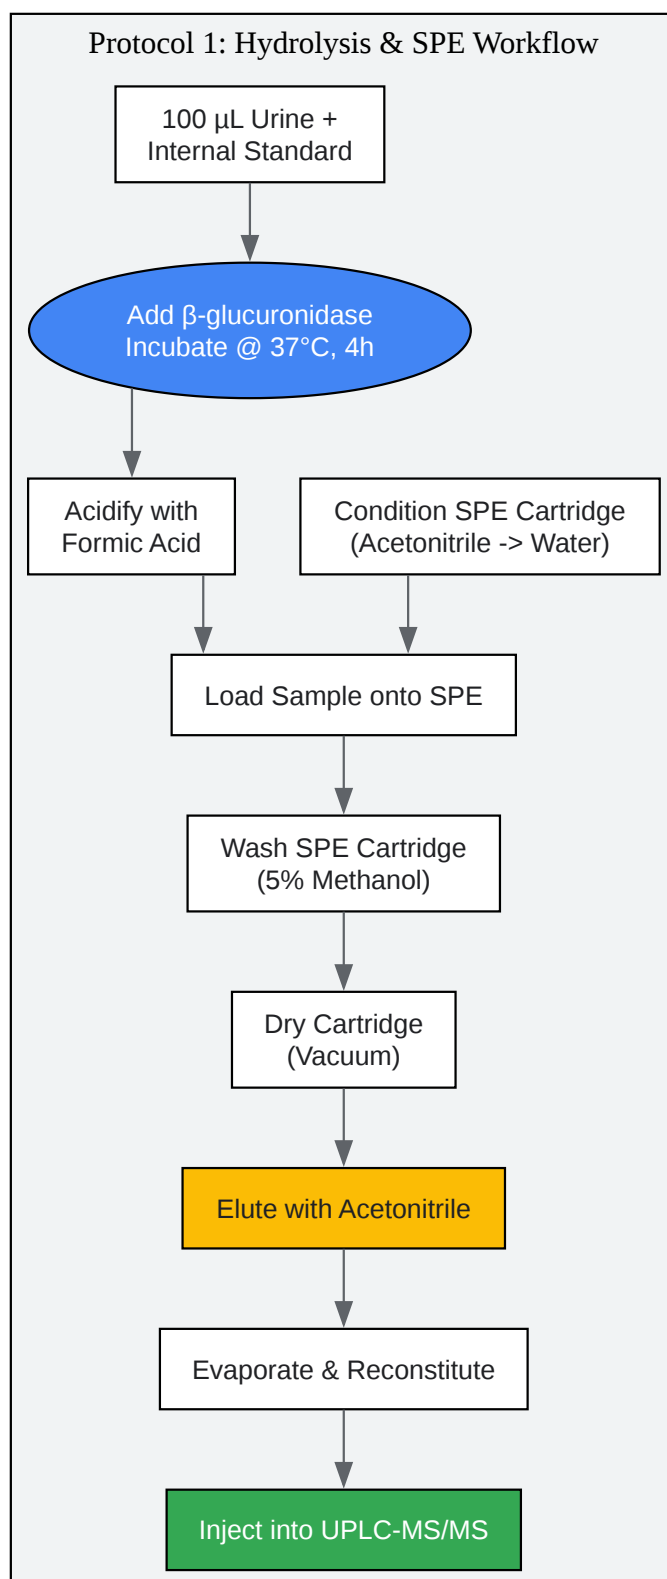 Protocol 1: Hydrolysis & SPE Workflow
100 µL Urine +
Internal Standard
Add β-glucuronidase
Incubate @ 37°C, 4h
Acidify with
Formic Acid
Condition SPE Cartridge
(Acetonitrile -> Water)
Load Sample onto SPE
Wash SPE Cartridge
(5% Methanol)
Dry Cartridge
(Vacuum)
Elute with Acetonitrile
Evaporate & Reconstitute
Inject into UPLC-MS/MS